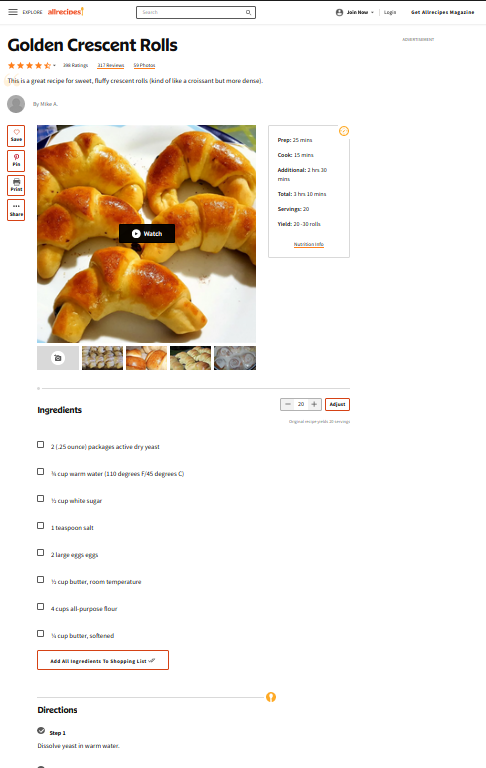 EXPLORE allrecipes! Search Join Now Login Get Allrecipes Magazine
Golden Crescent Rolls
ADVERTISEMENT
398 Ratings 317 Reviews 59 Photos
This is a great recipe for sweet, fluffy crescent rolls (kind of like a croissant but more dense).
By Mike A.
Save
Pin
Print
Share
Watch
Prep: 25 mins
Cook: 15 mins
Additional: 2 hrs 30
mins
Total: 3 hrs 10 mins
Servings: 20
Yield: 20 -30 rolls
Nutrition Info
Ingredients
20 Adjust
Original recipe yields 20 servings
2 (.25 ounce) packages active dry yeast
¾ cup warm water (110 degrees F/45 degrees C)
½ cup white sugar
1 teaspoon salt
2 large eggs eggs
½ cup butter, room temperature
4 cups all-purpose flour
¼ cup butter, softened
Add All Ingredients To Shopping List
Directions
Step 1
Dissolve yeast in warm water.